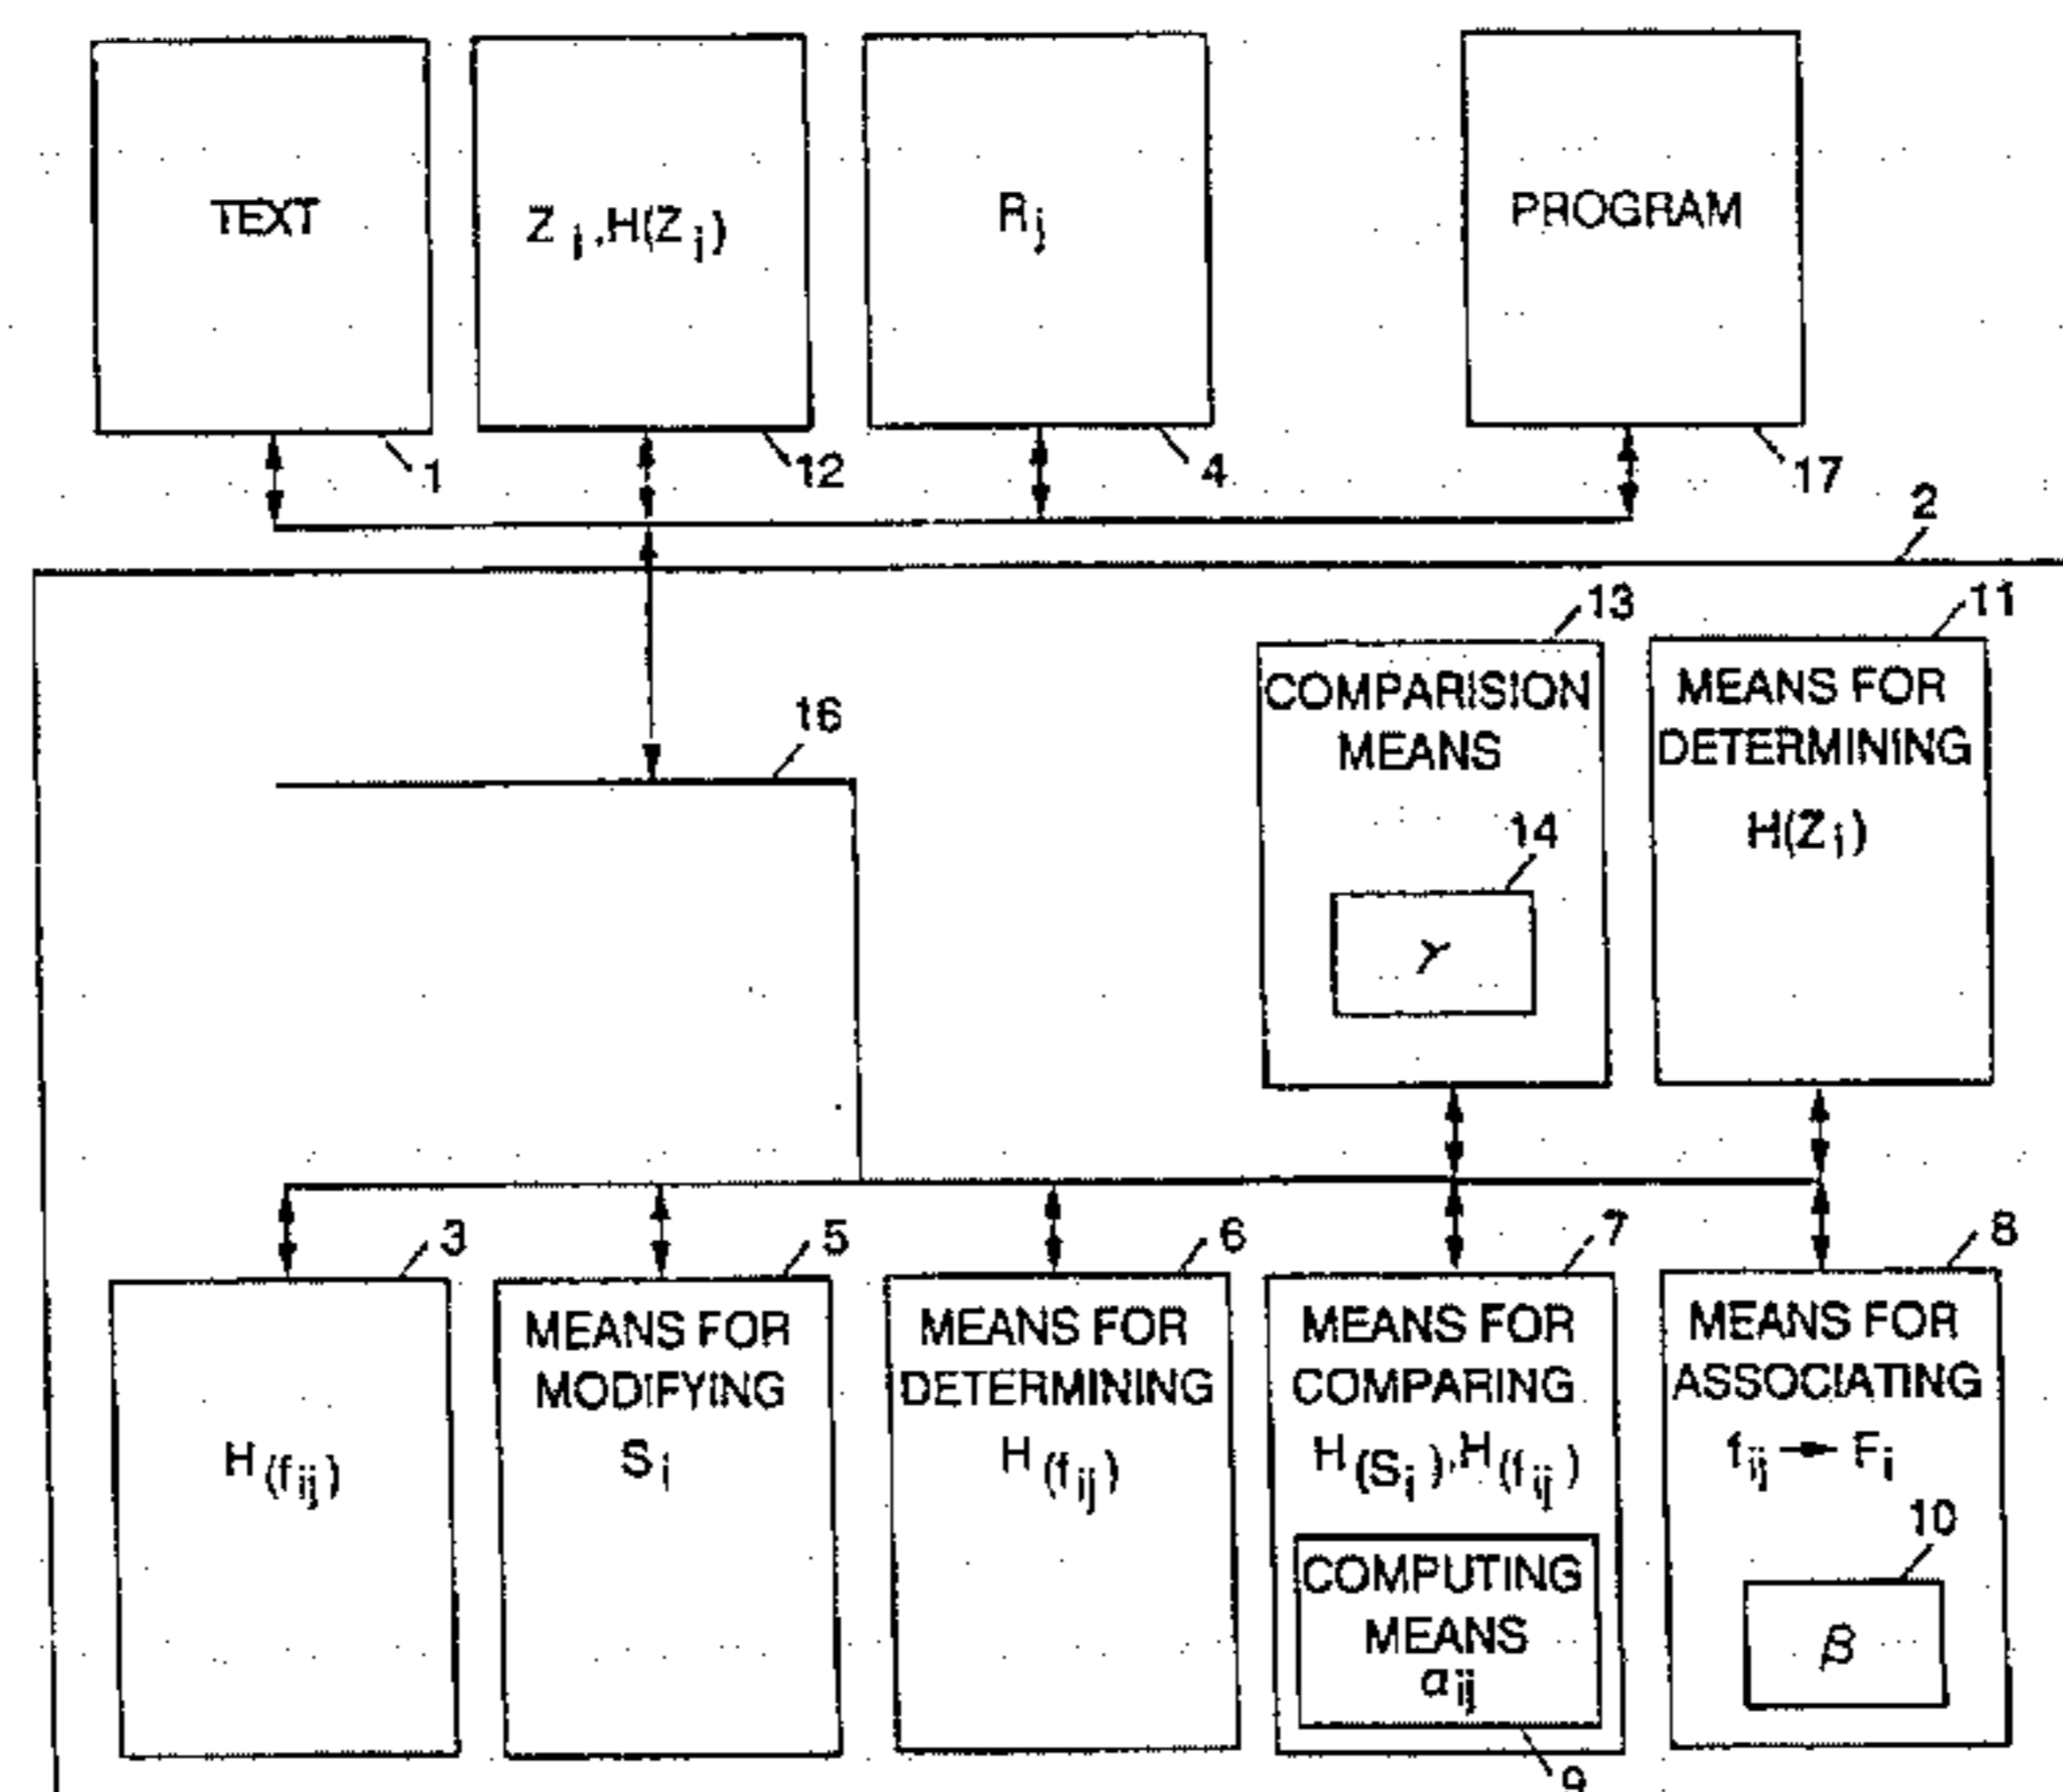 TEXT
Z i , H(Z i )
R j
PROGRAM
1
12
4
17
2
13
11
COMPARISION
MEANS
MEANS FOR
DETERMINING
H(Z i )
16
14
γ
3
5
6
7
8
H (f ij )
MEANS FOR
MODIFYING
S i
MEANS FOR
DETERMINING
H (f ij )
MEANS FOR
COMPARING
H (S i ) , H (f ij )
COMPUTING
MEANS
α ij
9
MEANS FOR
ASSOCIATING
f ij → F i
10
β